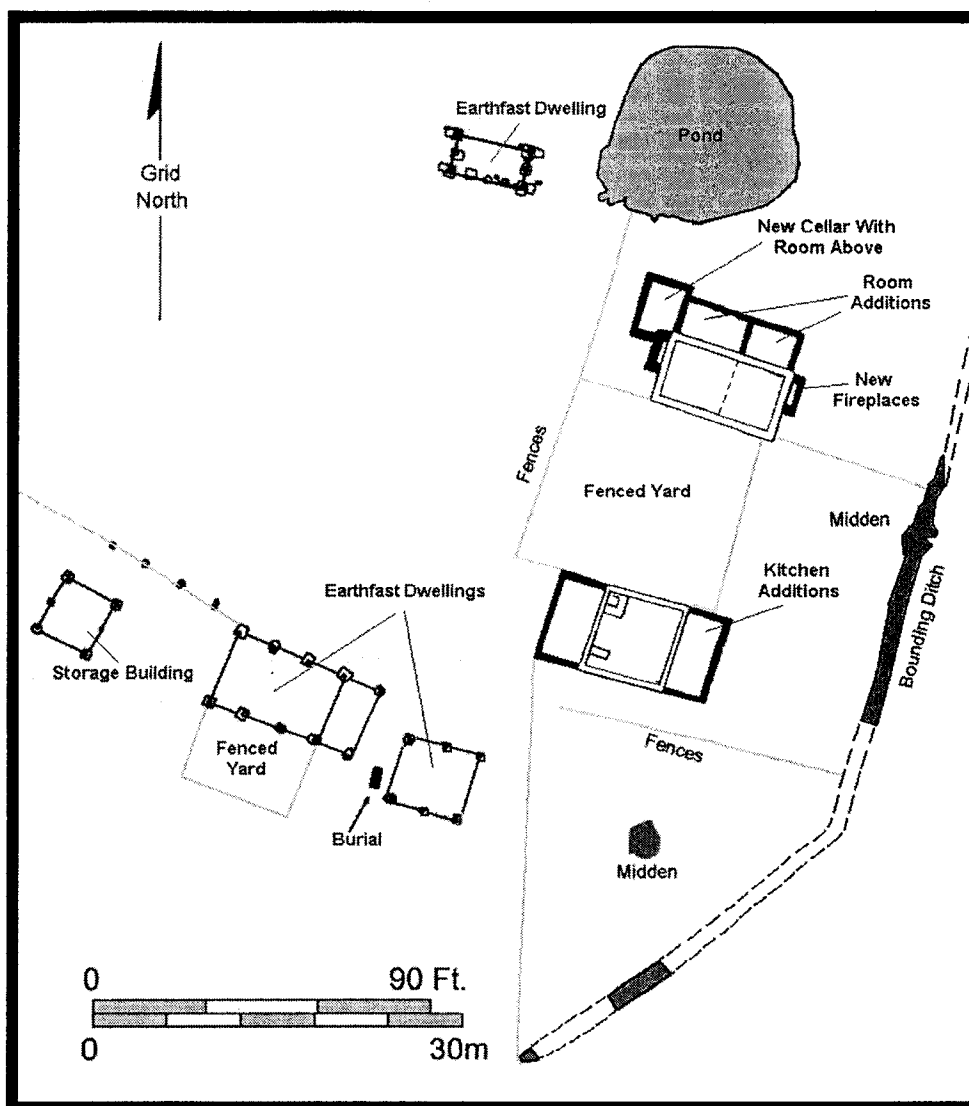 Earthfast Dwelling
Pond
Grid
North
New Cellar With
Room Above
Room
Additions
New
Fireplaces
Fences
Fenced Yard
Midden
Bounding Ditch
Kitchen
Additions
Earthfast Dwellings
Storage Building
Fenced
Yard
Burial
Fences
Midden
0 90 Ft.
0 30m